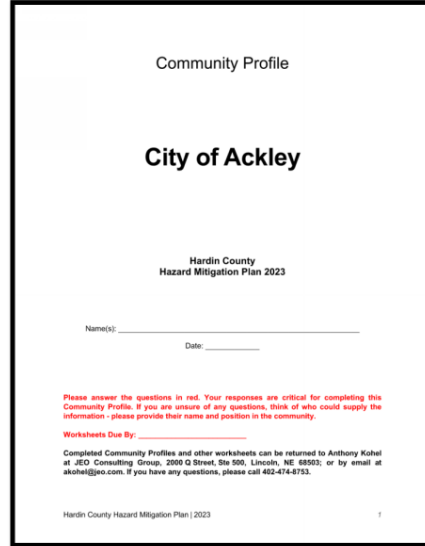 Community Profile
City of Ackley
Hardin County
Hazard Mitigation Plan 2023
Name(s): ____________________________________________
Date: ____________
Please answer the questions in red. Your responses are critical for completing this
Community Profile. If you are unsure of any questions, think of who could supply the
information - please provide their name and position in the community.
Worksheets Due By: ________________________
Completed Community Profiles and other worksheets can be returned to Anthony Kohel
at JEO Consulting Group, 2000 Q Street, Ste 500, Lincoln, NE 68503; or by email at
akohel@jeo.com. If you have any questions, please call 402-474-8753.
Hardin County Hazard Mitigation Plan | 2023